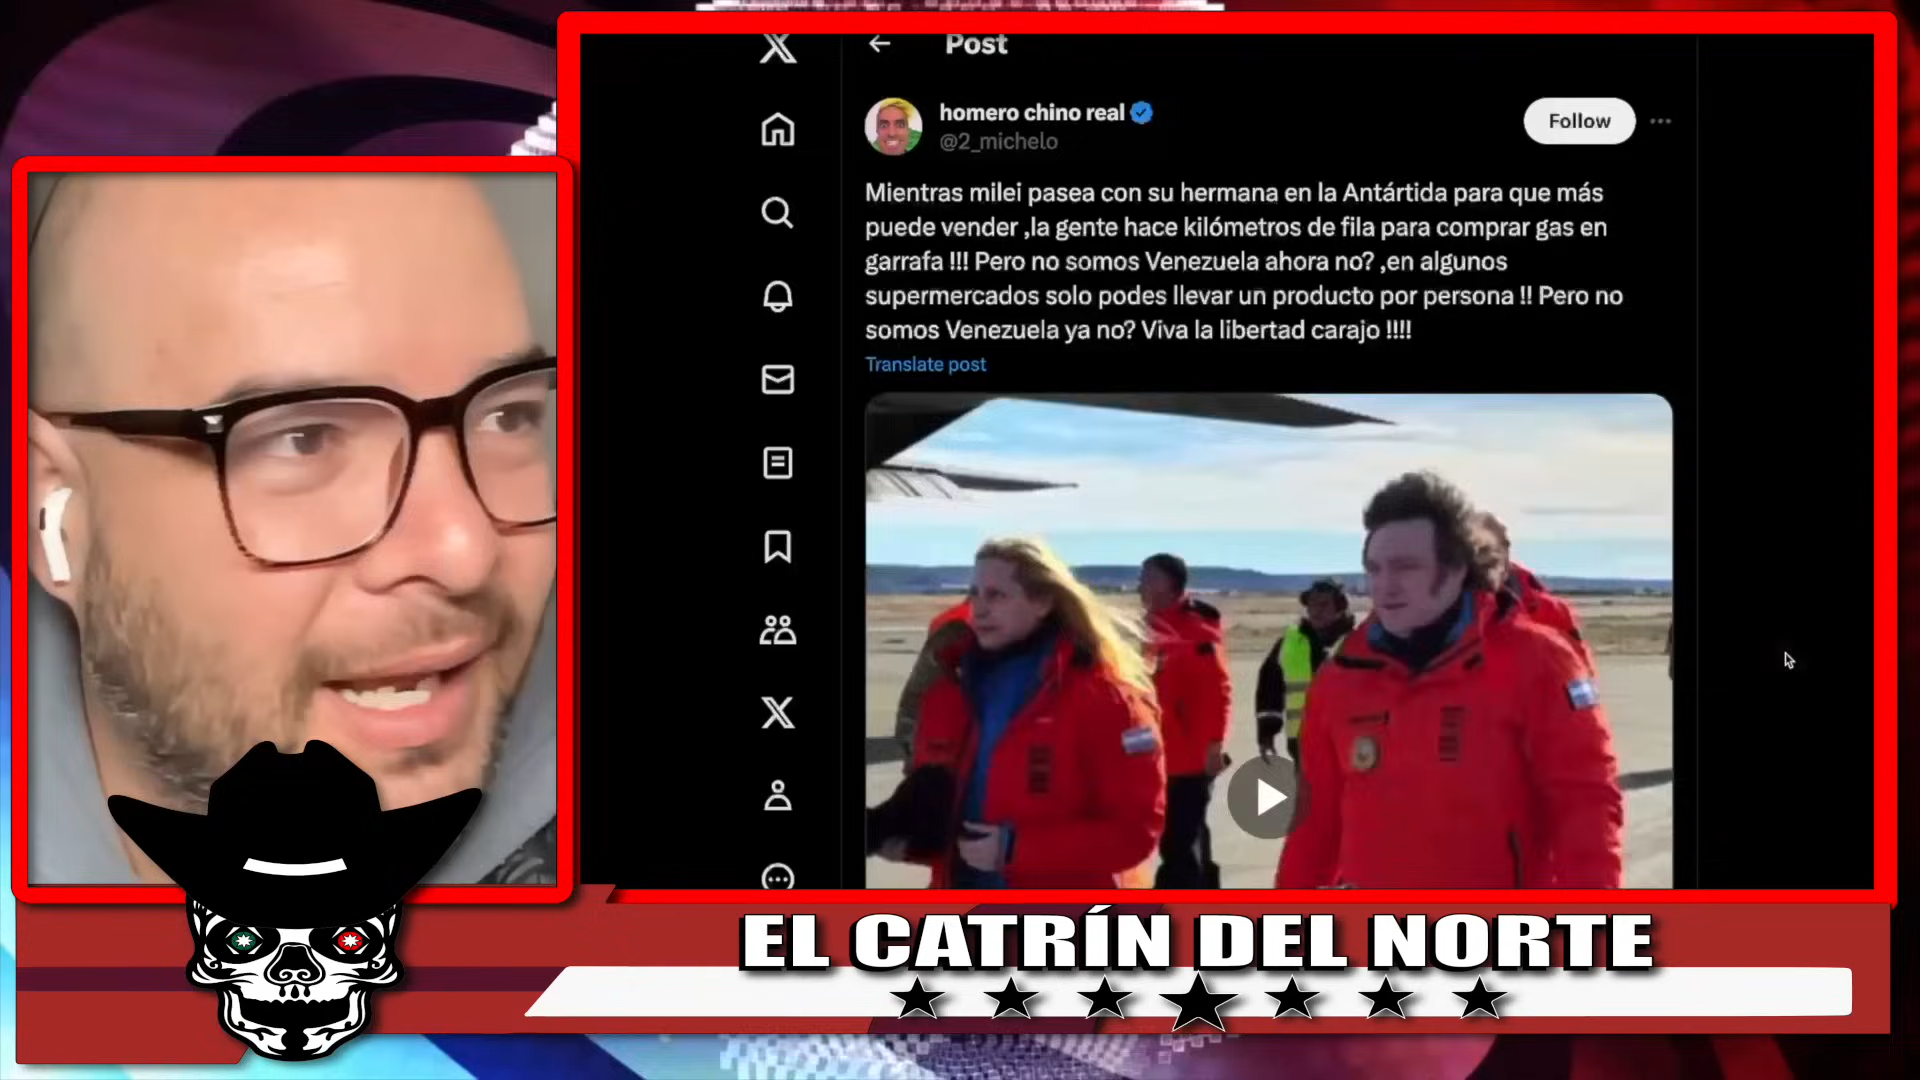 Post
homero chino real
@2_michelo
Follow
Mientras milei pasea con su hermana en la Antártida para que más
puede vender ,la gente hace kilómetros de fila para comprar gas en
garrafa !!! Pero no somos Venezuela ahora no? ,en algunos
supermercados solo podes llevar un producto por persona !! Pero no
somos Venezuela ya no? Viva la libertad carajo !!!!
Translate post
EL CATRÍN DEL NORTE